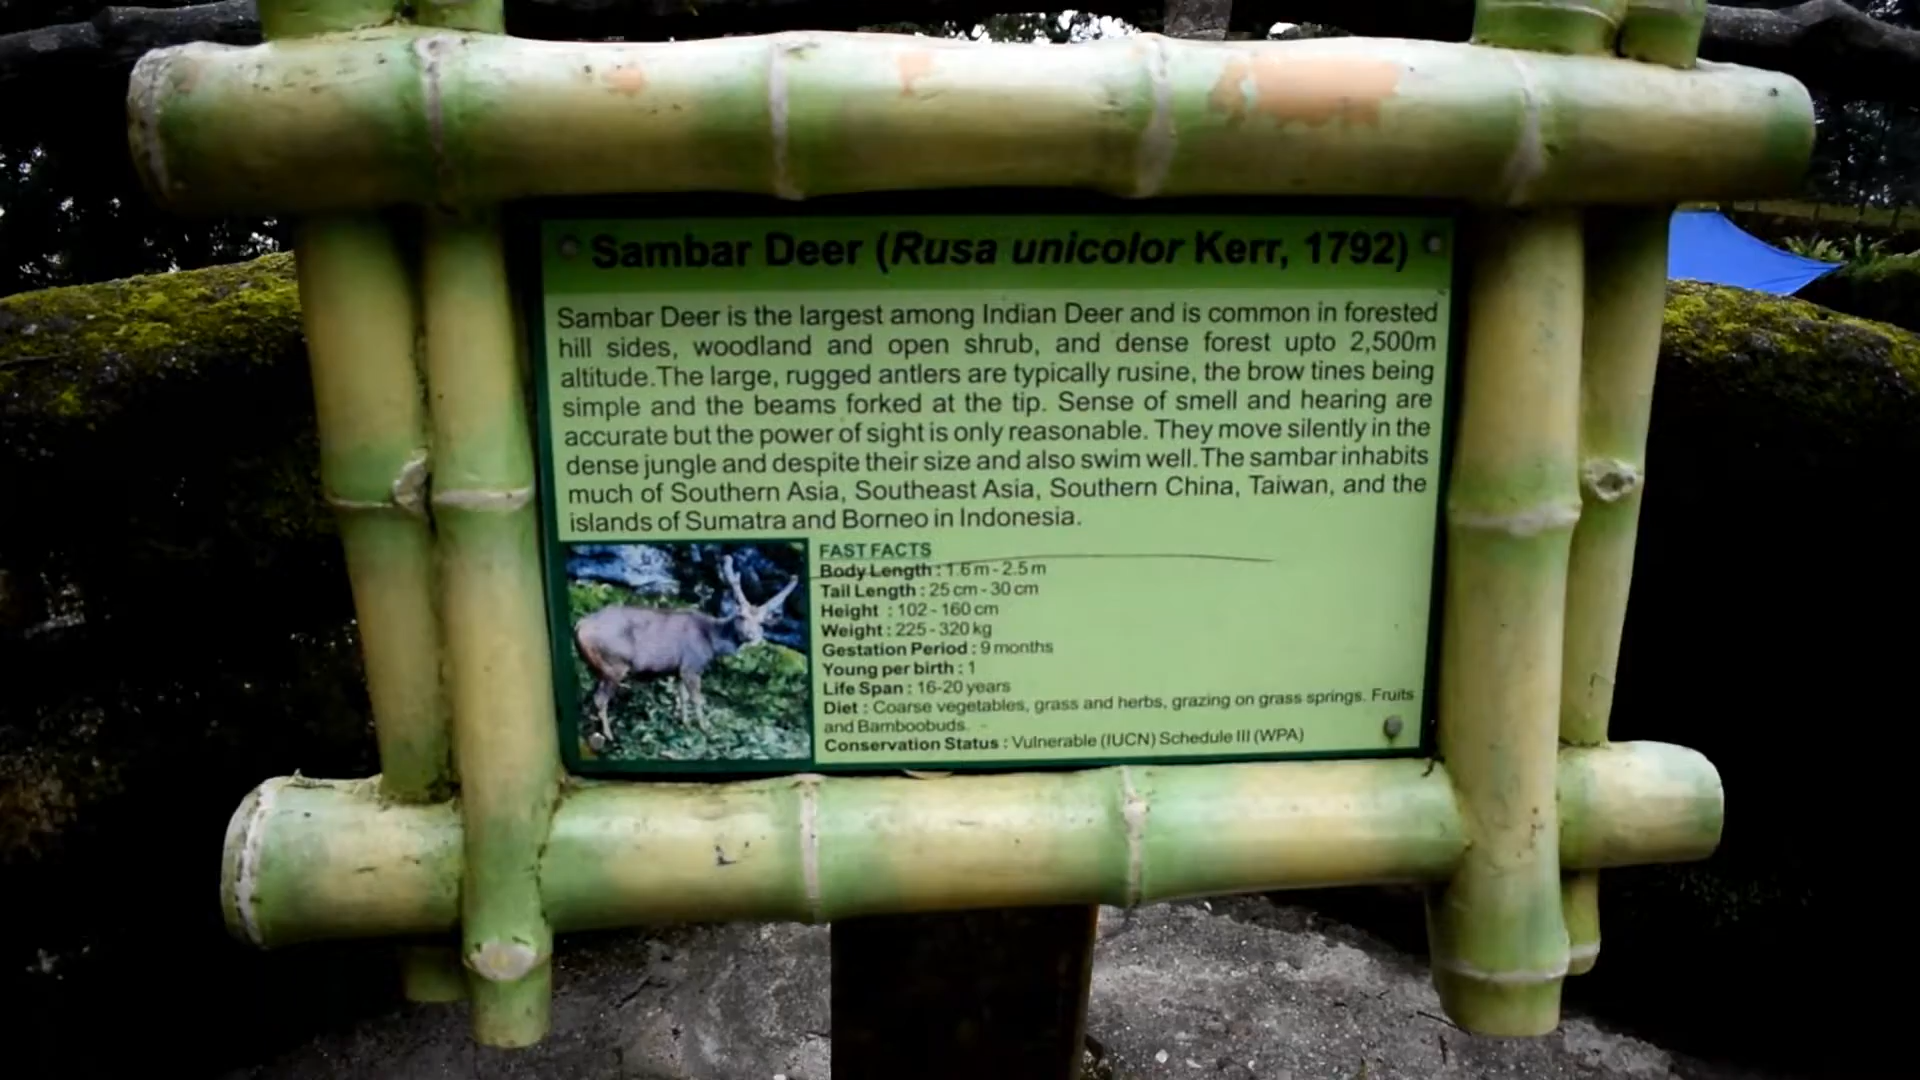 Sambar Deer (Rusa unicolor Kerr, 1792)
Sambar Deer is the largest among Indian Deer and is common in forested
hill sides, woodland and open shrub, and dense forest upto 2,500m
altitude.The large, rugged antlers are typically rusine, the brow tines being
simple and the beams forked at the tip. Sense of smell and hearing are
accurate but the power of sight is only reasonable. They move silently in the
dense jungle and despite their size and also swim well.The sambar inhabits
much of Southern Asia, Southeast Asia, Southern China, Taiwan, and the
islands of Sumatra and Borneo in Indonesia.
FAST FACTS
Body Length : 1.6 m - 2.5 m
Tail Length : 25 cm - 30 cm
Height : 102 - 160 cm
Weight : 225 - 320 kg
Gestation Period : 9 months
Young per birth : 1
Life Span : 16-20 years
Diet : Coarse vegetables, grass and herbs, grazing on grass springs. Fruits
and Bamboobuds.
Conservation Status : Vulnerable (IUCN) Schedule III (WPA)